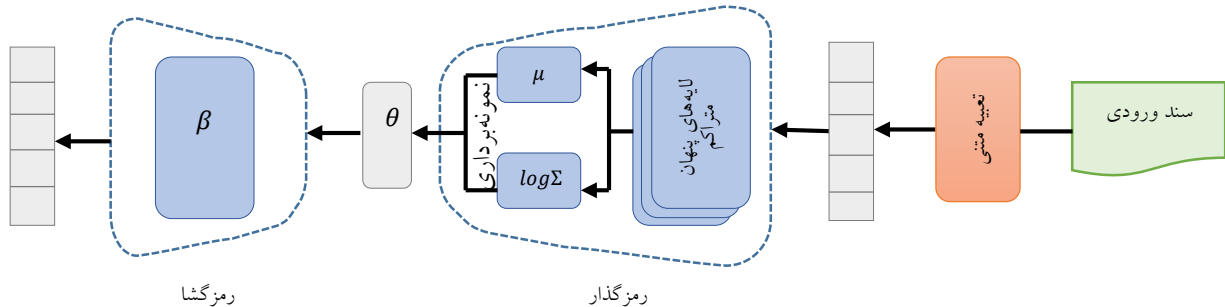 سند ورودی
تعبیه متنی
لایه‌های پنهان
متراکم
μ
logΣ
نمونه‌برداری
θ
β
رمزگذار
رمزگشا